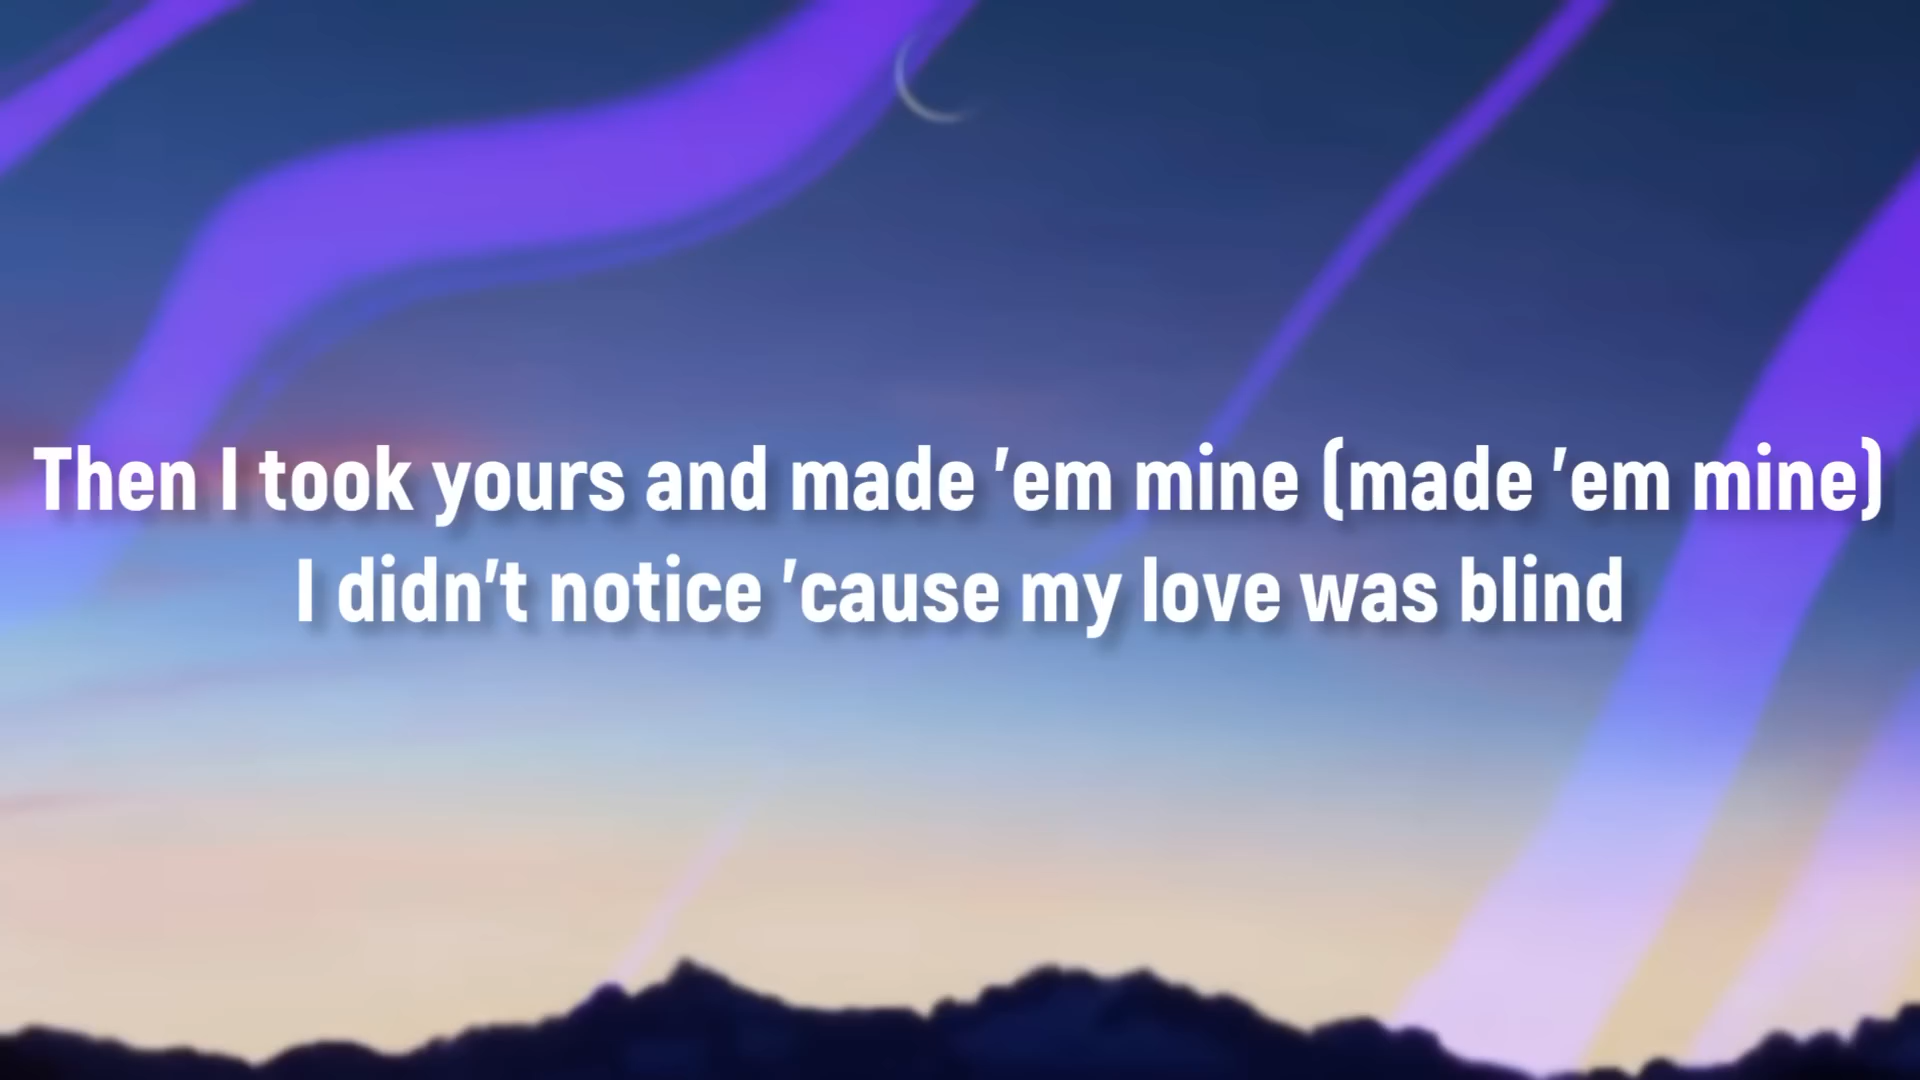 Then I took yours and made 'em mine (made 'em mine)
I didn't notice 'cause my love was blind